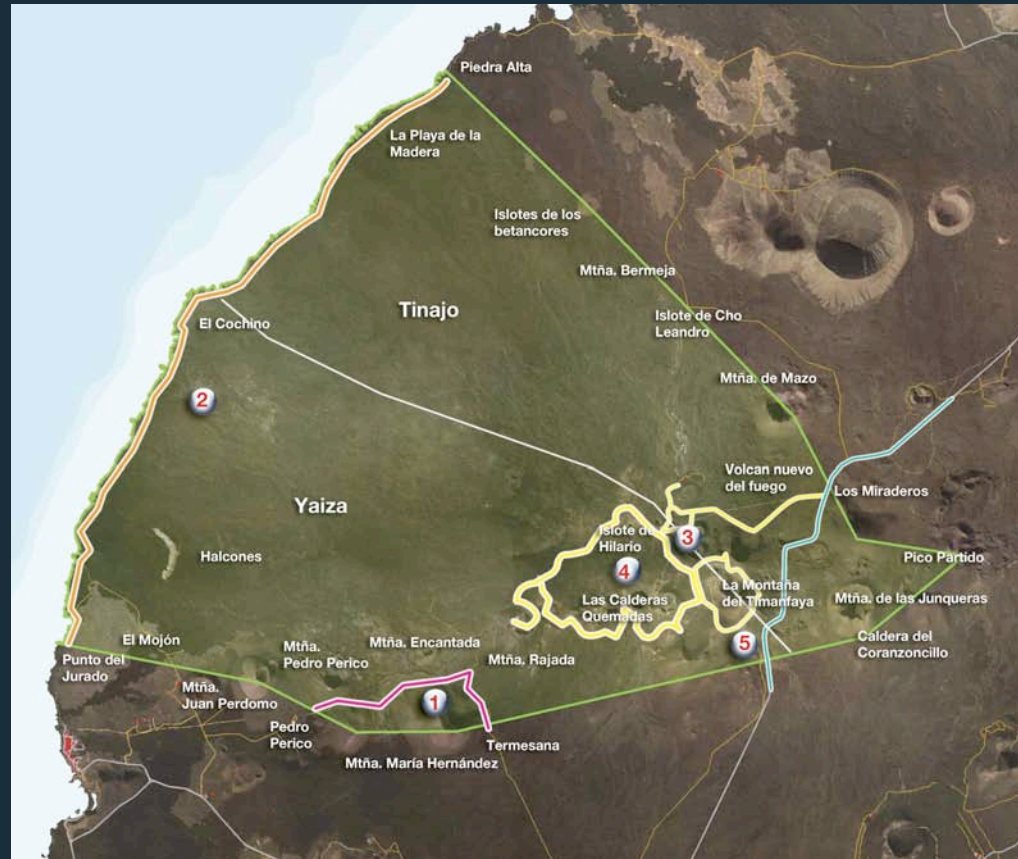 Piedra Alta
La Playa de la
Madera
Islotes de los
betancores
Mtña. Bermeja
Tinajo
Islote de Cho
Leandro
El Cochino
Mtña. de Mazo
2
Volcan nuevo
del fuego
Los Miraderos
Yaiza
Islote de
Hilario
3
Halcones
4
Pico Partido
La Montaña
del Timanfaya
Las Calderas
Quemadas
Mtña. de las Junqueras
El Mojón
Mtña.
Pedro Perico
Mtña. Encantada
5
Caldera del
Coranzoncillo
Punto del
Jurado
Mtña. Rajada
Mtña.
Juan Perdomo
1
Pedro
Perico
Termesana
Mtña. María Hernández